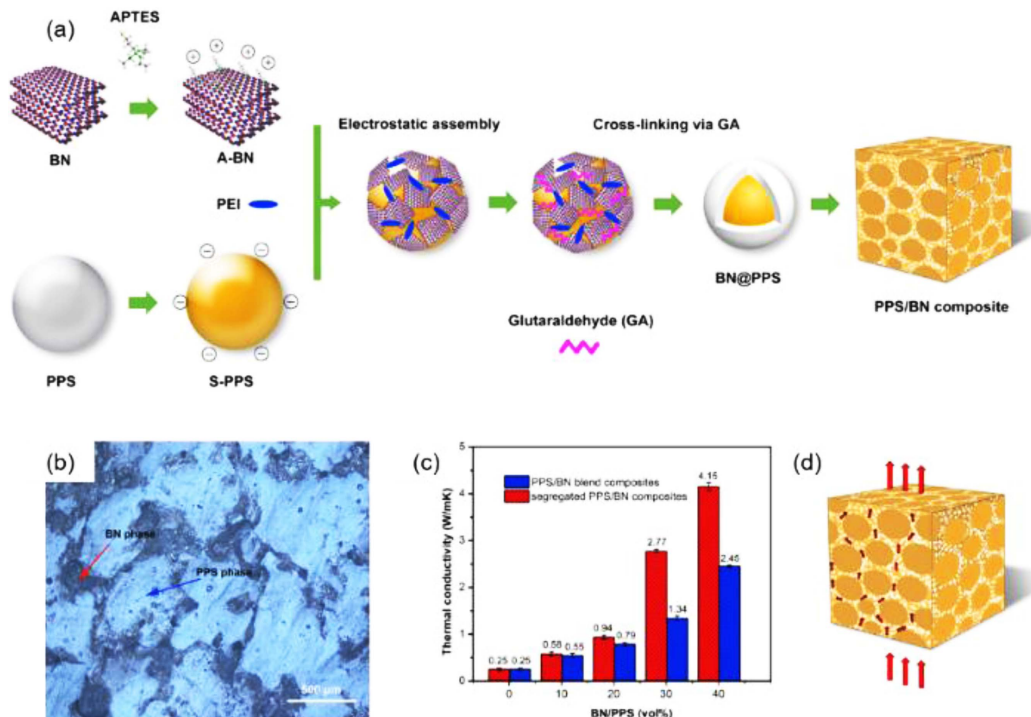 (a)
APTES
BN
A-BN
PEI
PPS
S-PPS
Electrostatic assembly
Cross-linking via GA
BN@PPS
PPS/BN composite
Glutaraldehyde (GA)
(b)
BN phase
PPS phase
500 μm
(c)
Thermal conductivity (W/mK)
5
4
3
2
1
0
PPS/BN blend composites
segregated PPS/BN composites
0.25 0.25
0.58 0.55
0.94 0.79
2.77 1.34
4.15 2.45
0 10 20 30 40
BN/PPS (vol%)
(d)